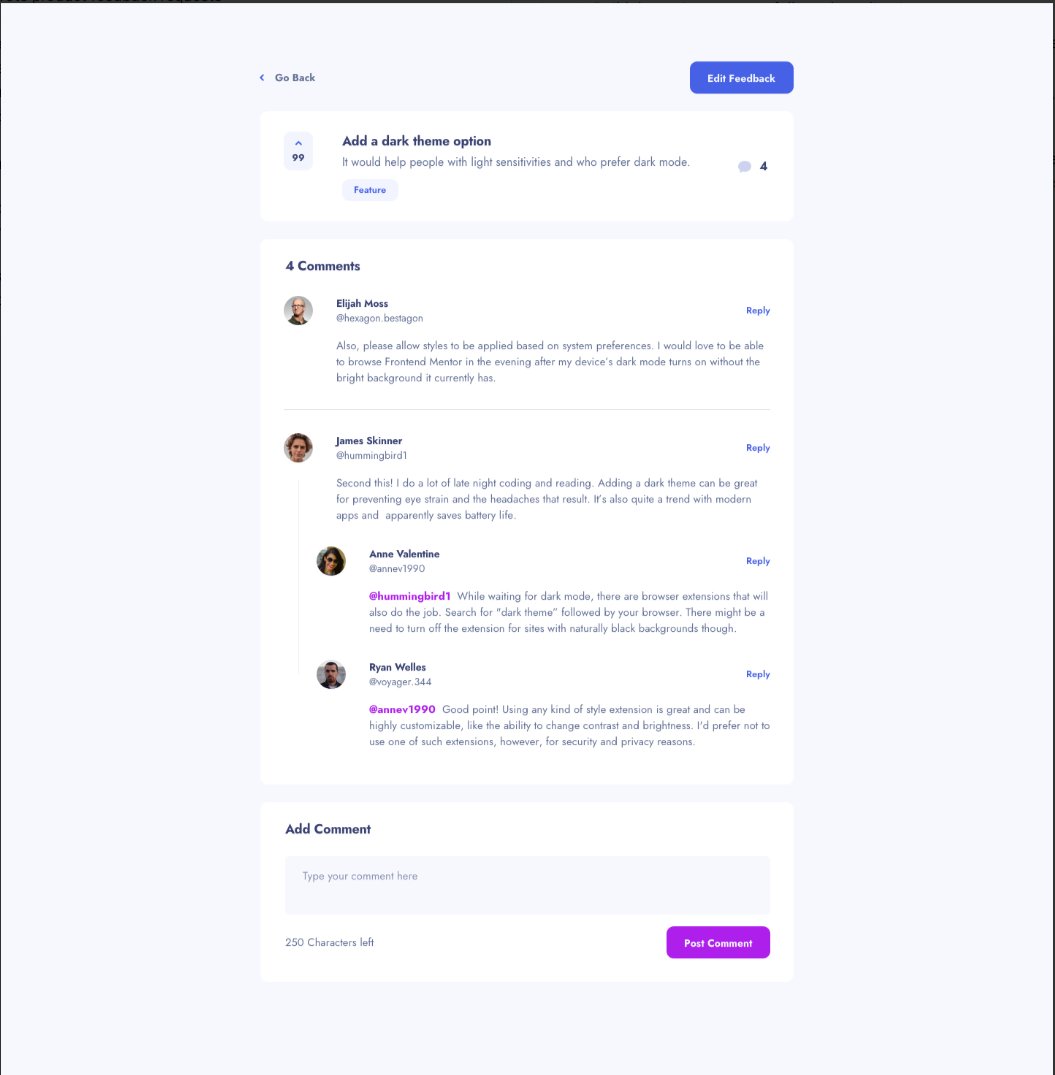 Go Back
Edit Feedback
99
Add a dark theme option
It would help people with light sensitivities and who prefer dark mode.
Feature
4
4 Comments
Elijah Moss
@hexagon.bestagon
Reply
Also, please allow styles to be applied based on system preferences. I would love to be able
to browse Frontend Mentor in the evening after my device's dark mode turns on without the
bright background it currently has.
James Skinner
@hummingbird1
Reply
Second this! I do a lot of late night coding and reading. Adding a dark theme can be great
for preventing eye strain and the headaches that result. It's also quite a trend with modern
apps and  apparently saves battery life.
Anne Valentine
@annev1990
Reply
@hummingbird1 While waiting for dark mode, there are browser extensions that will
also do the job. Search for "dark theme" followed by your browser. There might be a
need to turn off the extension for sites with naturally black backgrounds though.
Ryan Welles
@voyager.344
Reply
@annev1990 Good point! Using any kind of style extension is great and can be
highly customizable, like the ability to change contrast and brightness. I'd prefer not to
use one of such extensions, however, for security and privacy reasons.
Add Comment
Type your comment here
250 Characters left
Post Comment